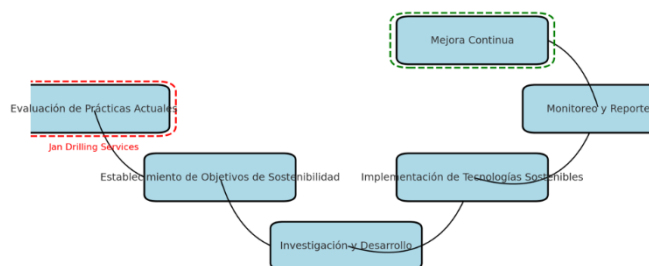 Mejora Continua
Evaluación de Prácticas Actuales
Monitoreo y Reporte
Jan Drilling Services
Establecimiento de Objetivos de Sostenibilidad
Implementación de Tecnologías Sostenibles
Investigación y Desarrollo